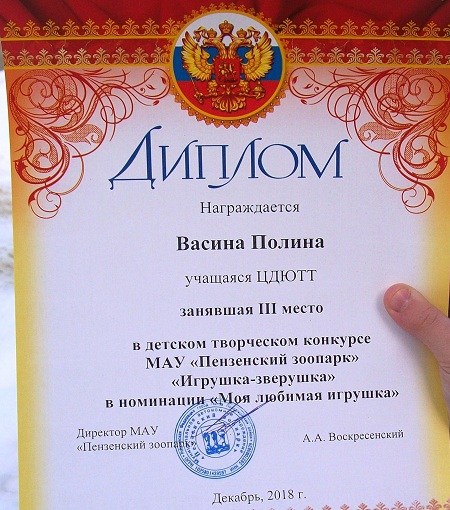 ДИПЛОМ
Награждается
Васина Полина
учащаяся ЦДЮТТ
занявшая III место
в детском творческом конкурсе
МАУ «Пензенский зоопарк»
«Игрушка-зверушка»
в номинации «Моя любимая игрушка»
Директор МАУ
«Пензенский зоопарк»
А.А. Воскресенский
Декабрь, 2018 г.